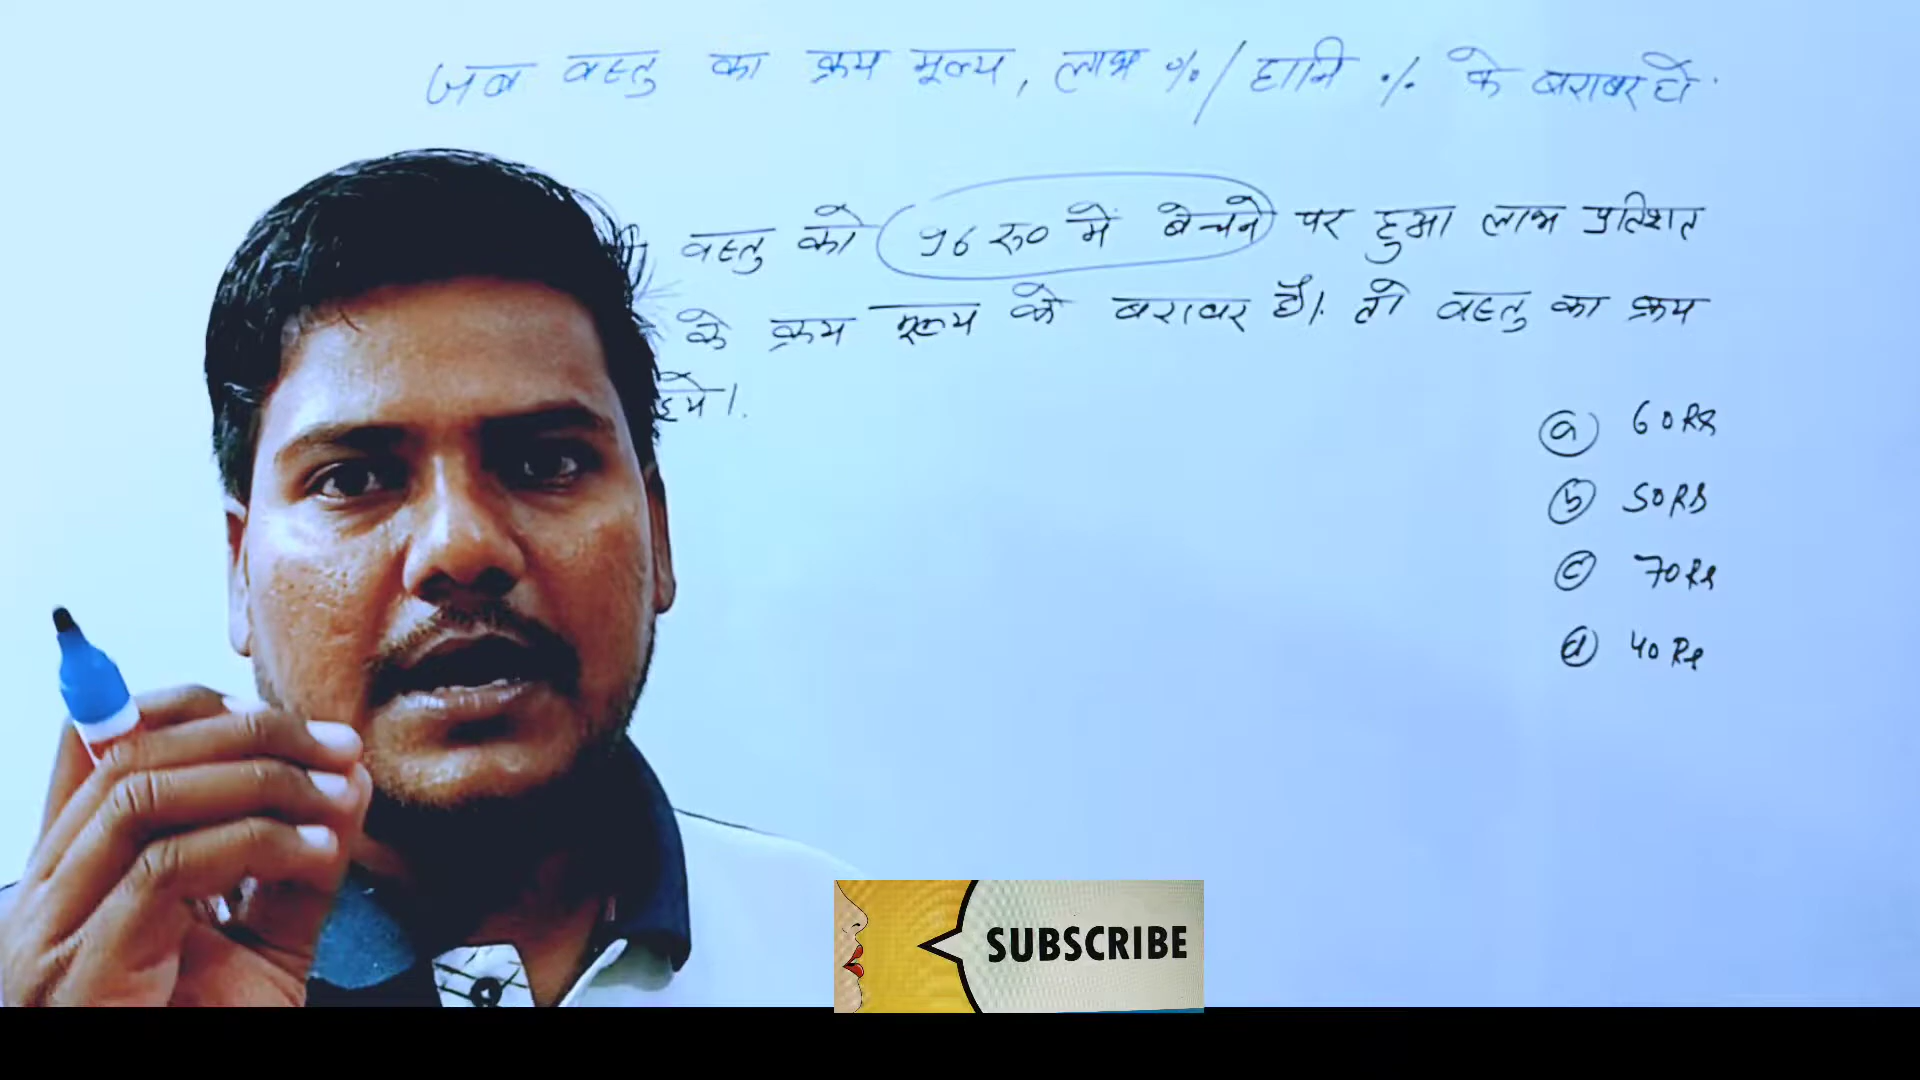 जब वस्तु का क्रय मूल्य, लाभ %/हानि % के बराबर हो
वस्तु को 96 रु० में बेचने पर हुआ लाभ प्रतिशत
के क्रय मूल्य के बराबर है। तो वस्तु का क्रय
(a) 60 Rs
(b) 50 Rs
(c) 70 Rs
(d) 40 Rs
SUBSCRIBE